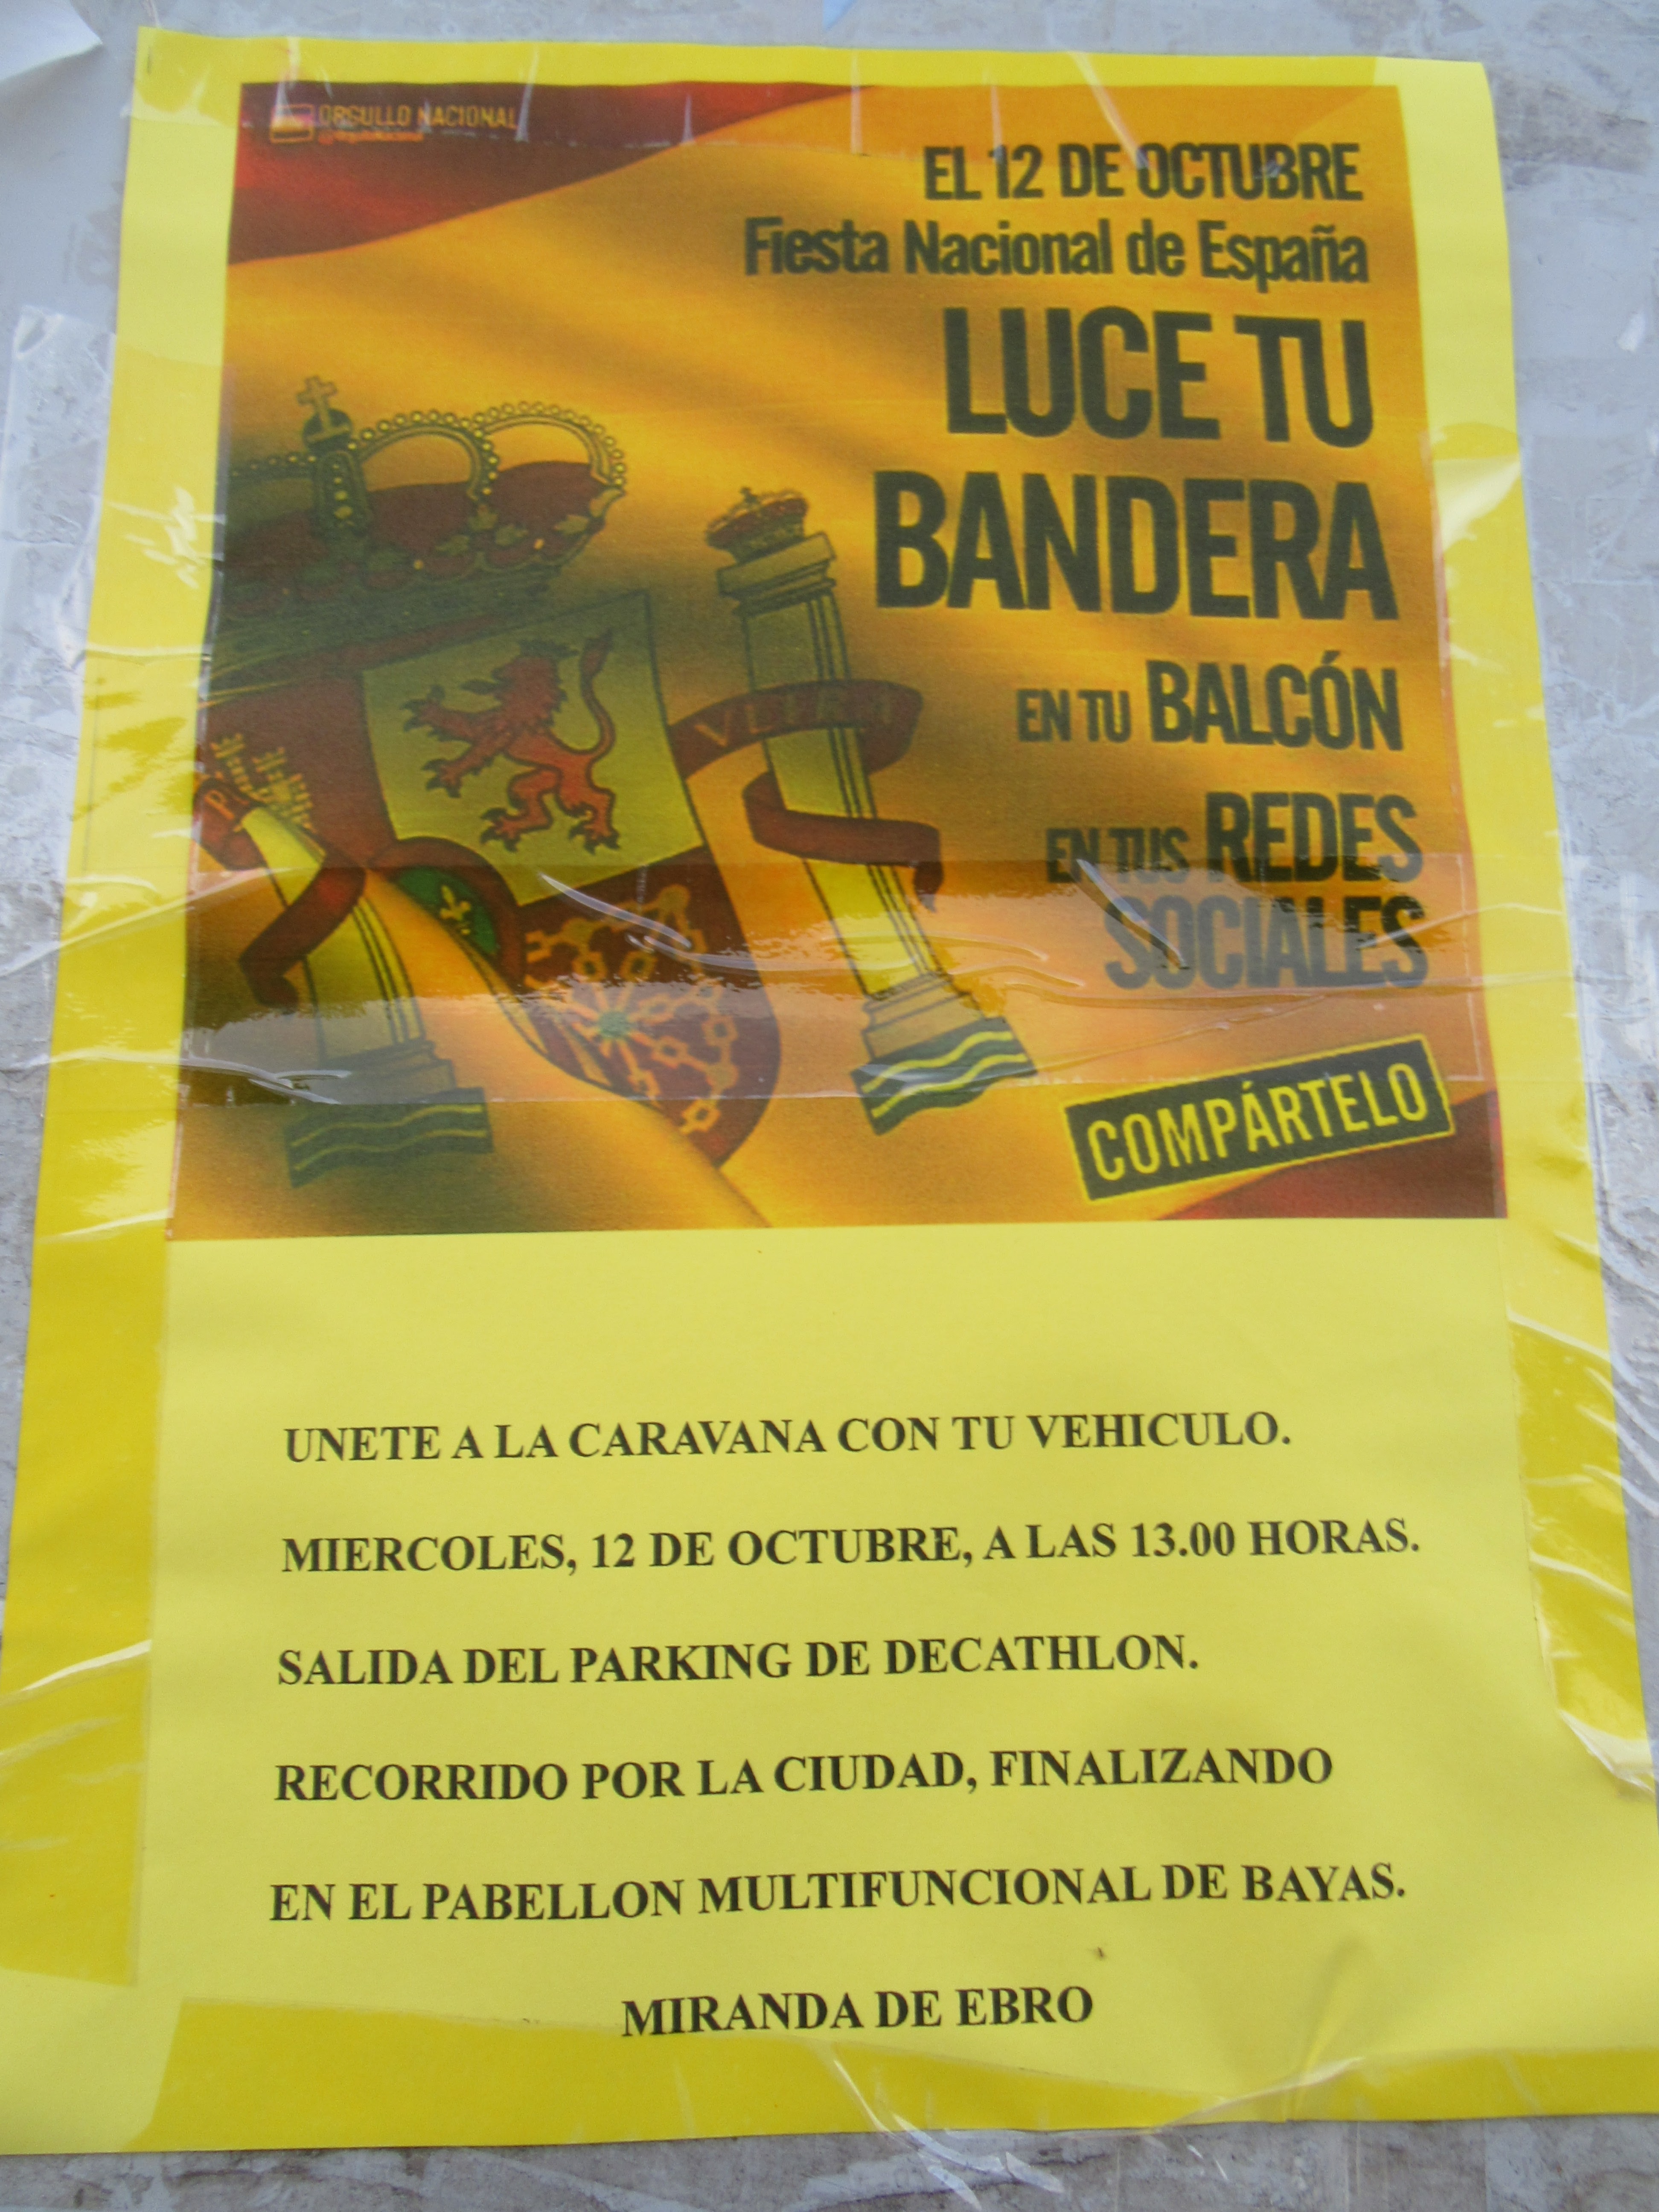 ORGULLO NACIONAL
EL 12 DE OCTUBRE
Fiesta Nacional de España
LUCE TU
BANDERA
EN TU BALCÓN
EN TUS REDES
SOCIALES
COMPÁRTELO
UNETE A LA CARAVANA CON TU VEHICULO.
MIERCOLES, 12 DE OCTUBRE, A LAS 13.00 HORAS.
SALIDA DEL PARKING DE DECATHLON.
RECORRIDO POR LA CIUDAD, FINALIZANDO
EN EL PABELLON MULTIFUNCIONAL DE BAYAS.
MIRANDA DE EBRO